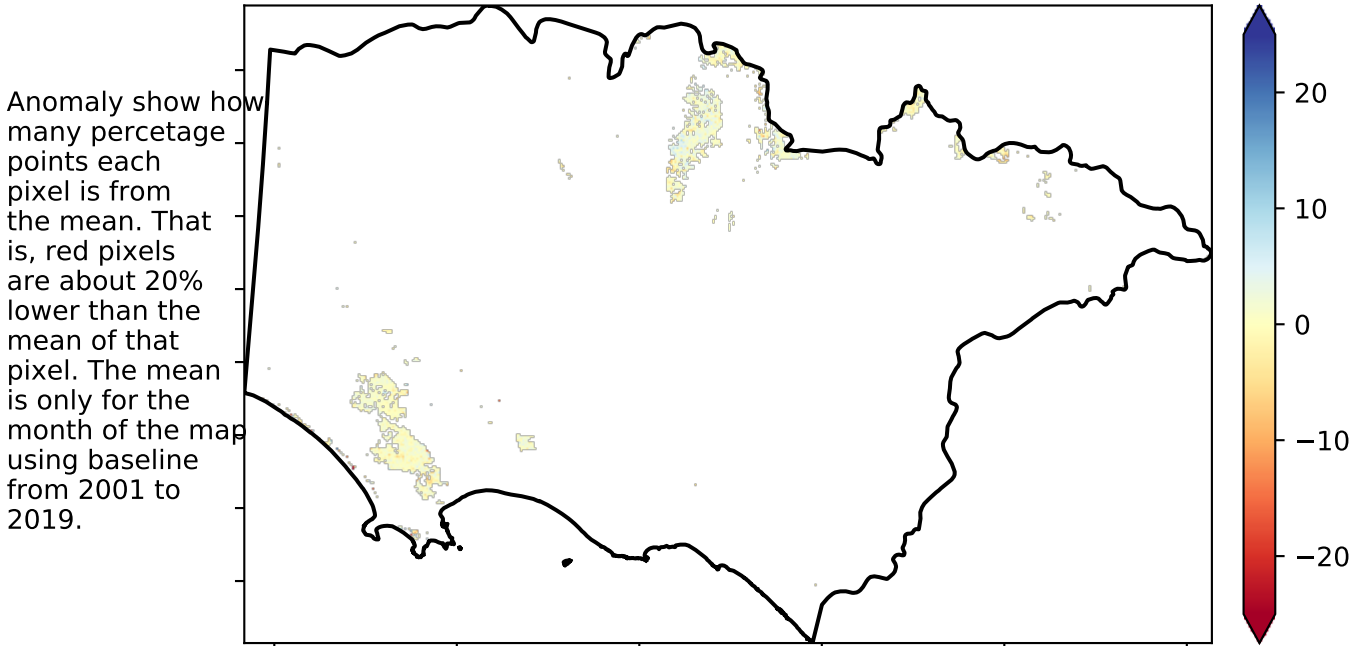 Anomaly show how
many percetage
points each
pixel is from
the mean. That
is, red pixels
are about 20%
lower than the
mean of that
pixel. The mean
is only for the
month of the map
using baseline
from 2001 to
2019.
20
10
0
−10
−20